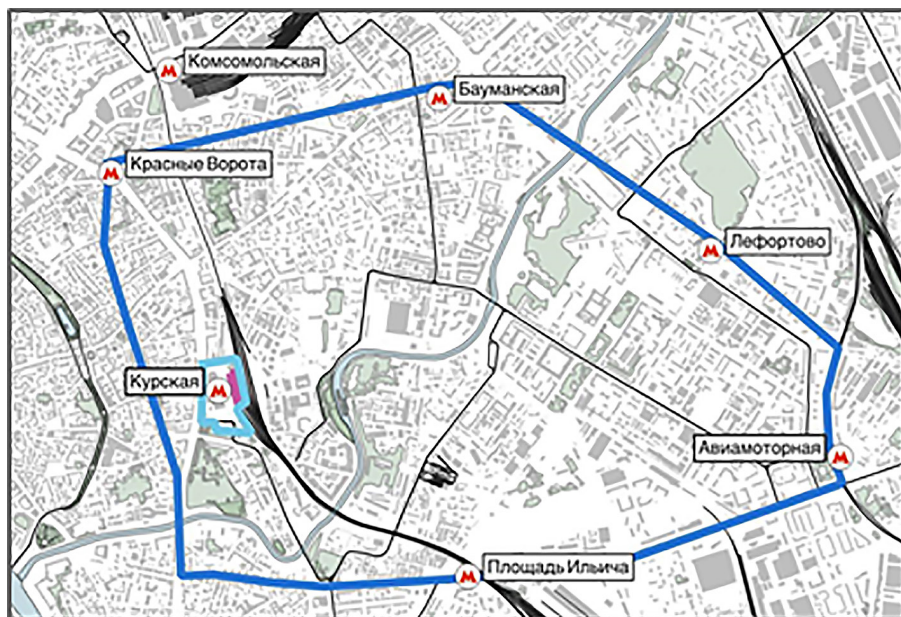 Комсомольская
Бауманская
Красные Ворота
Лефортово
Курская
Авиамоторная
Площадь Ильича